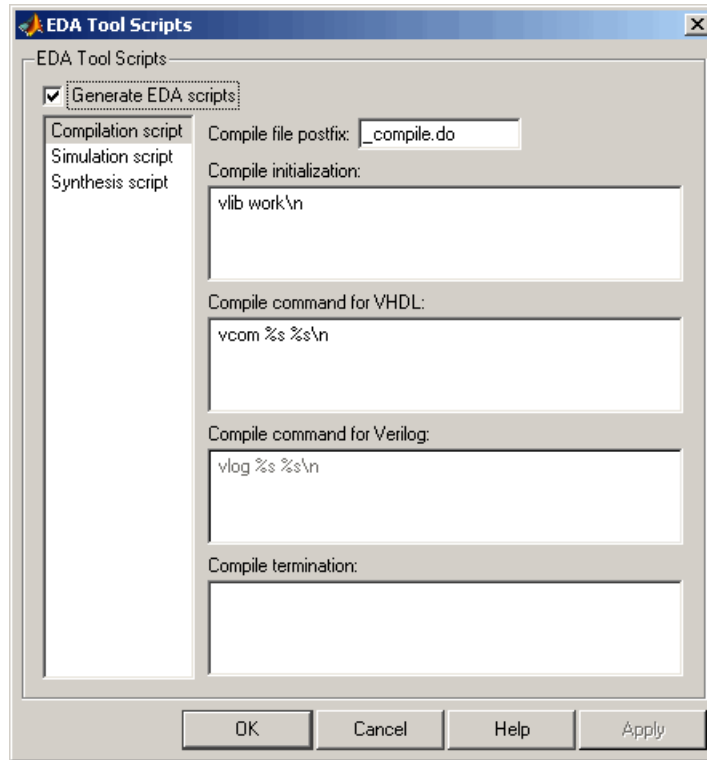 EDA Tool Scripts
EDA Tool Scripts
Generate EDA scripts
Compilation script
Simulation script
Synthesis script
Compile file postfix: _compile.do
Compile initialization:
vlib work\n
Compile command for VHDL:
vcom %s %s\n
Compile command for Verilog:
vlog %s %s\n
Compile termination:
OK Cancel Help Apply